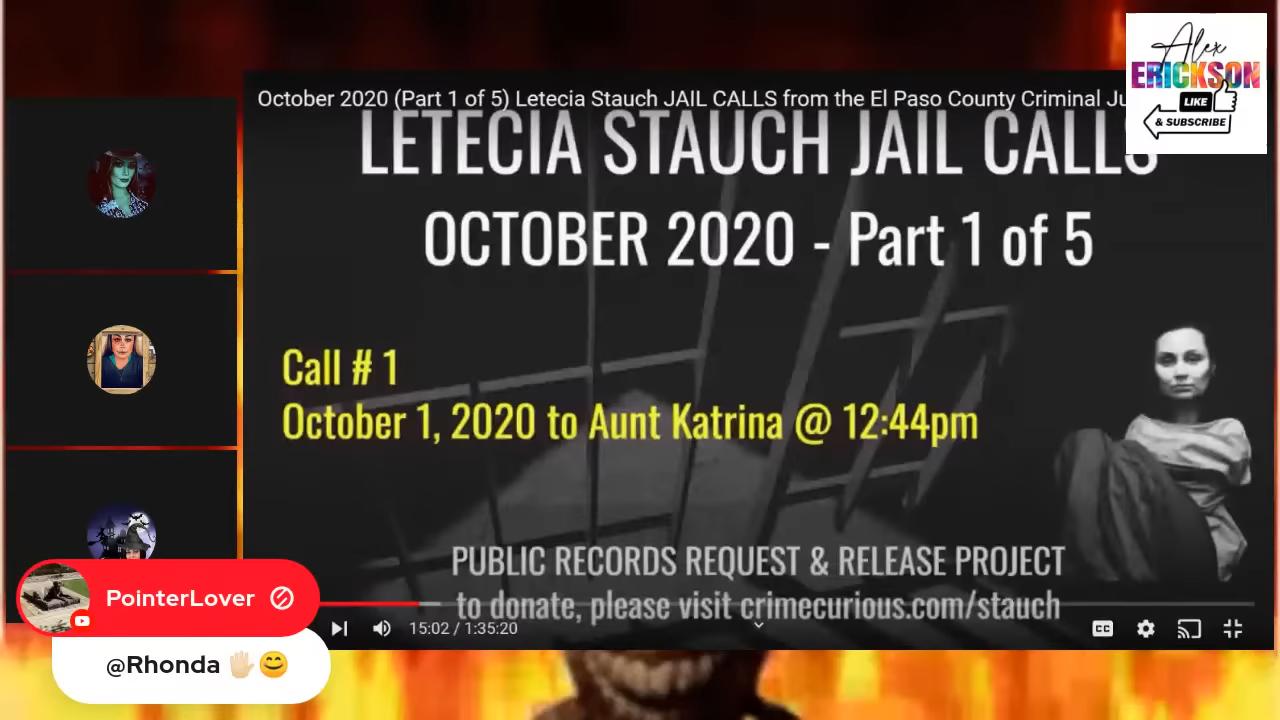 Alex
ERICKSON
LIKE
& SUBSCRIBE
October 2020 (Part 1 of 5) Letecia Stauch JAIL CALLS from the El Paso County Criminal
LETECIA STAUCH JAIL CALLS
OCTOBER 2020 - Part 1 of 5
Call # 1
October 1, 2020 to Aunt Katrina @ 12:44pm
PUBLIC RECORDS REQUEST & RELEASE PROJECT
to donate, please visit crimecurious.com/stauch
15:02 / 1:35:20
CC
PointerLover
@Rhonda 🖐🏻😊